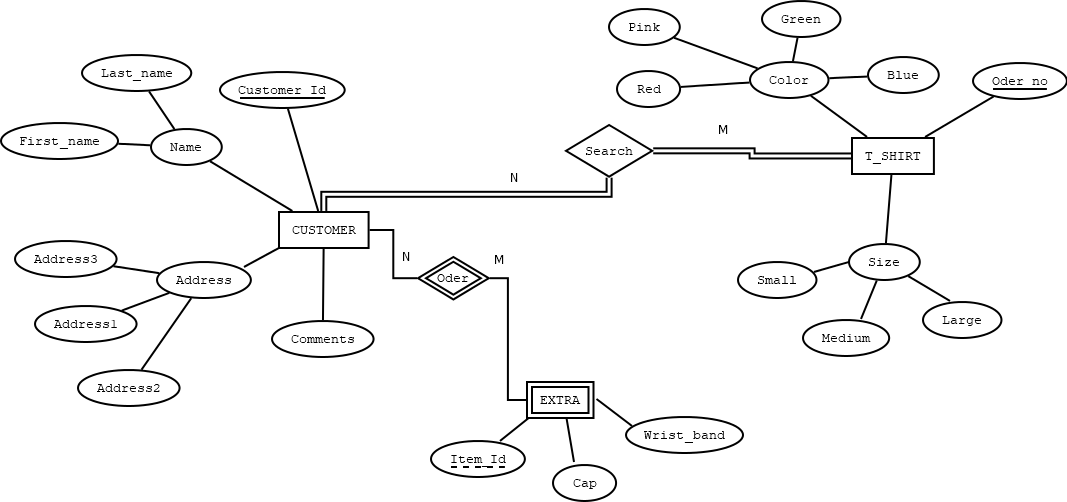 Green
Pink
Last_name
Color
Blue
Customer_Id
Red
Oder_no
M
First_name
Name
Search
T_SHIRT
N
CUSTOMER
Address3
N
M
Size
Address
Oder
Small
Address1
Large
Comments
Medium
Address2
EXTRA
Wrist_band
Item_Id
Cap